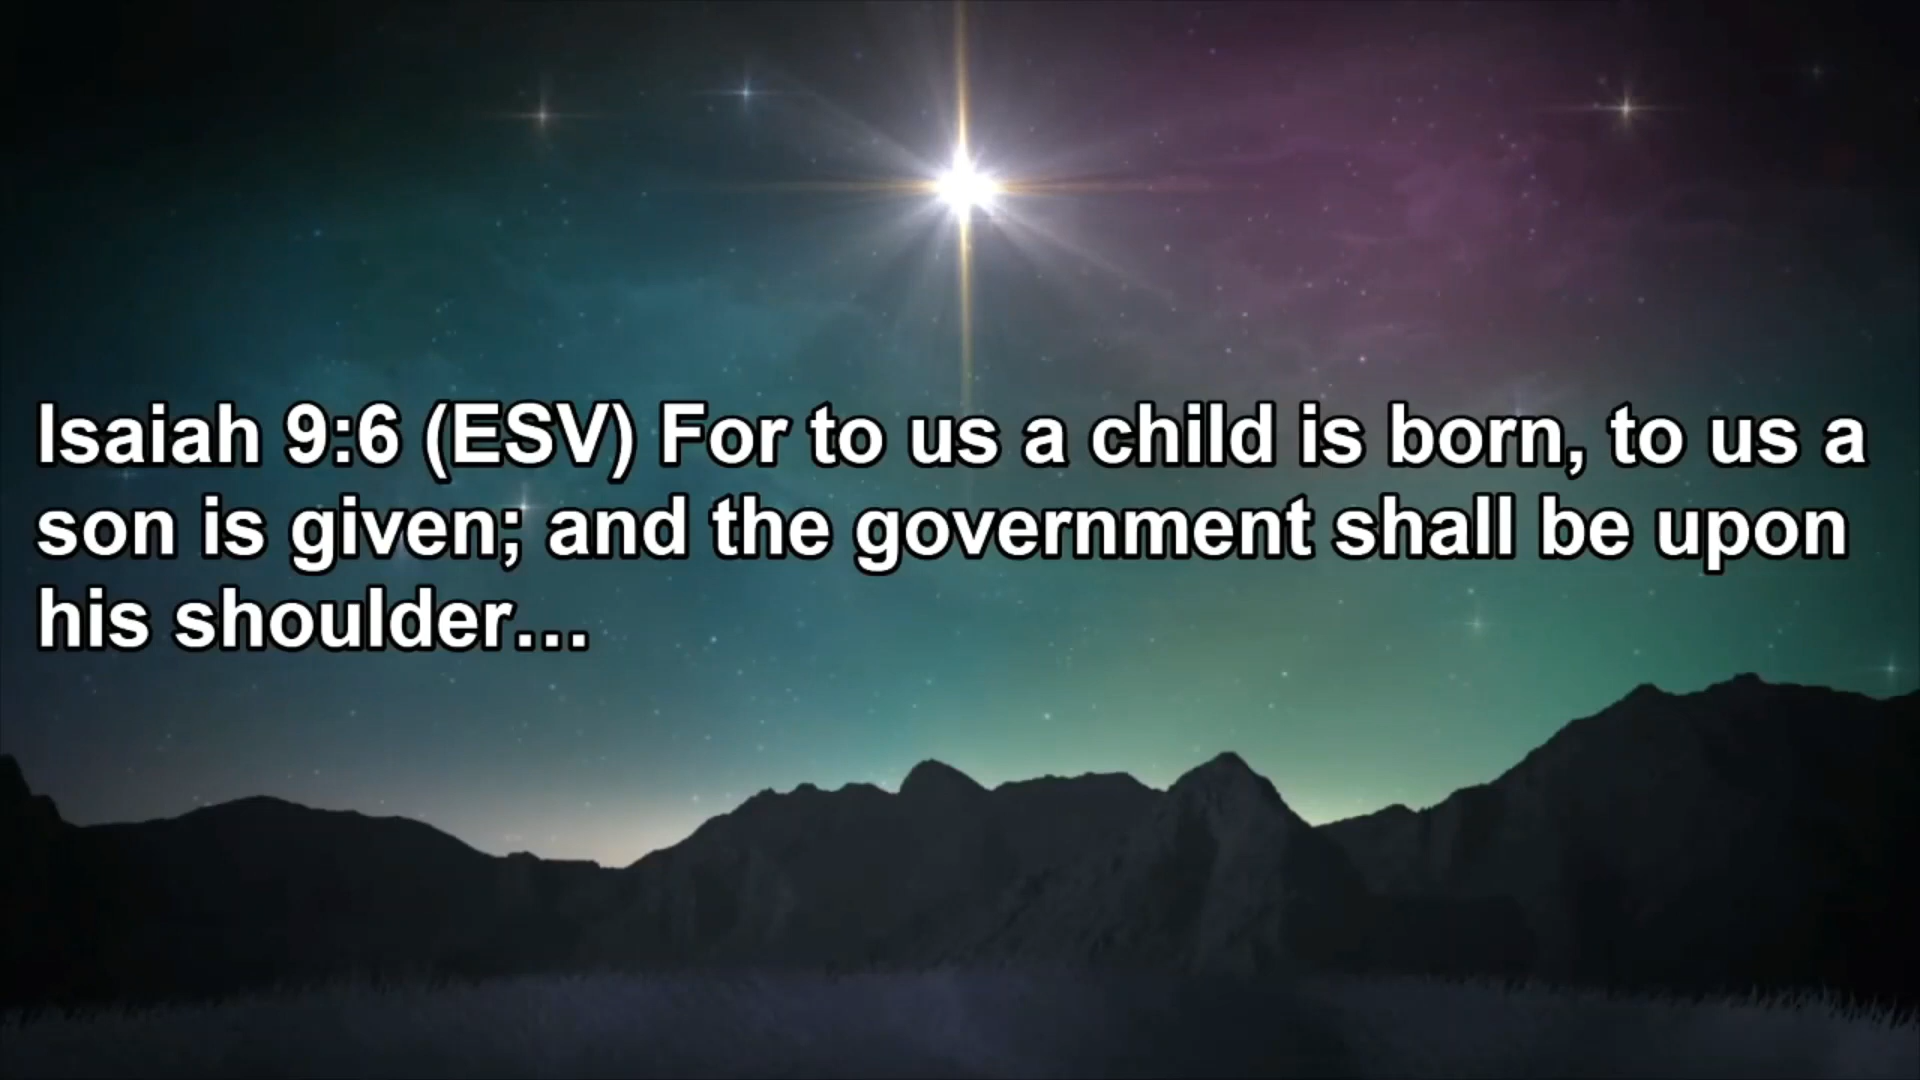 Isaiah 9:6 (ESV) For to us a child is born, to us a
son is given; and the government shall be upon
his shoulder…